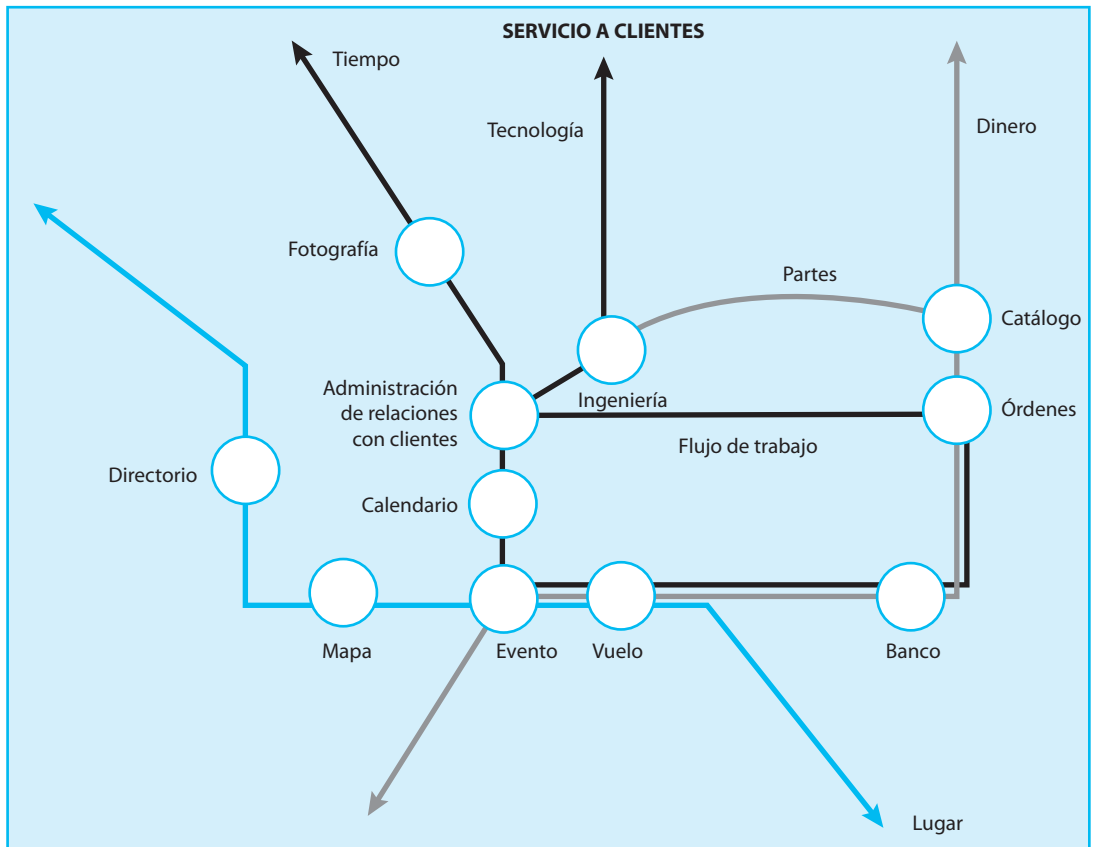 SERVICIO A CLIENTES
Tiempo
Tecnología
Dinero
Fotografía
Partes
Catálogo
Administración
de relaciones
con clientes
Ingeniería
Órdenes
Flujo de trabajo
Directorio
Calendario
Mapa
Evento
Vuelo
Banco
Lugar